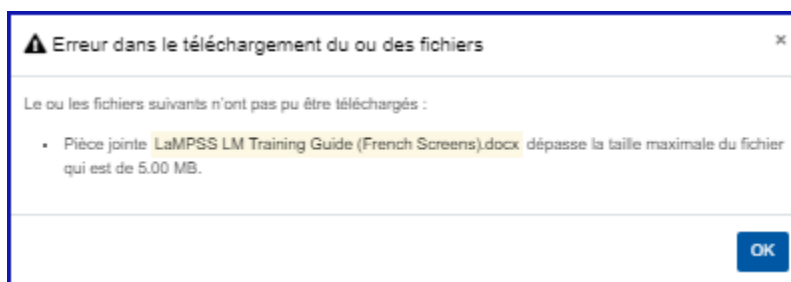 Erreur dans le téléchargement du ou des fichiers
×
Le ou les fichiers suivants n'ont pas pu être téléchargés :
• Pièce jointe LaMPSS LM Training Guide (French Screens).docx dépasse la taille maximale du fichier
qui est de 5.00 MB.
OK